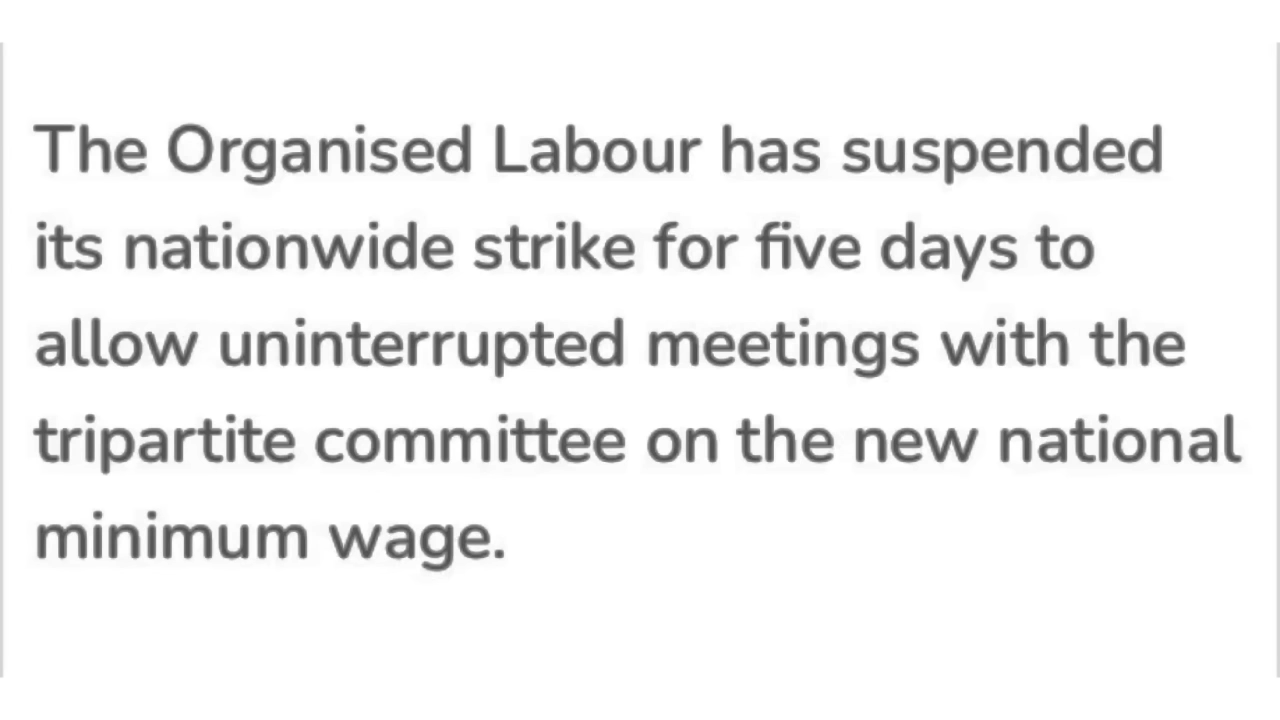 The Organised Labour has suspended
its nationwide strike for five days to
allow uninterrupted meetings with the
tripartite committee on the new national
minimum wage.